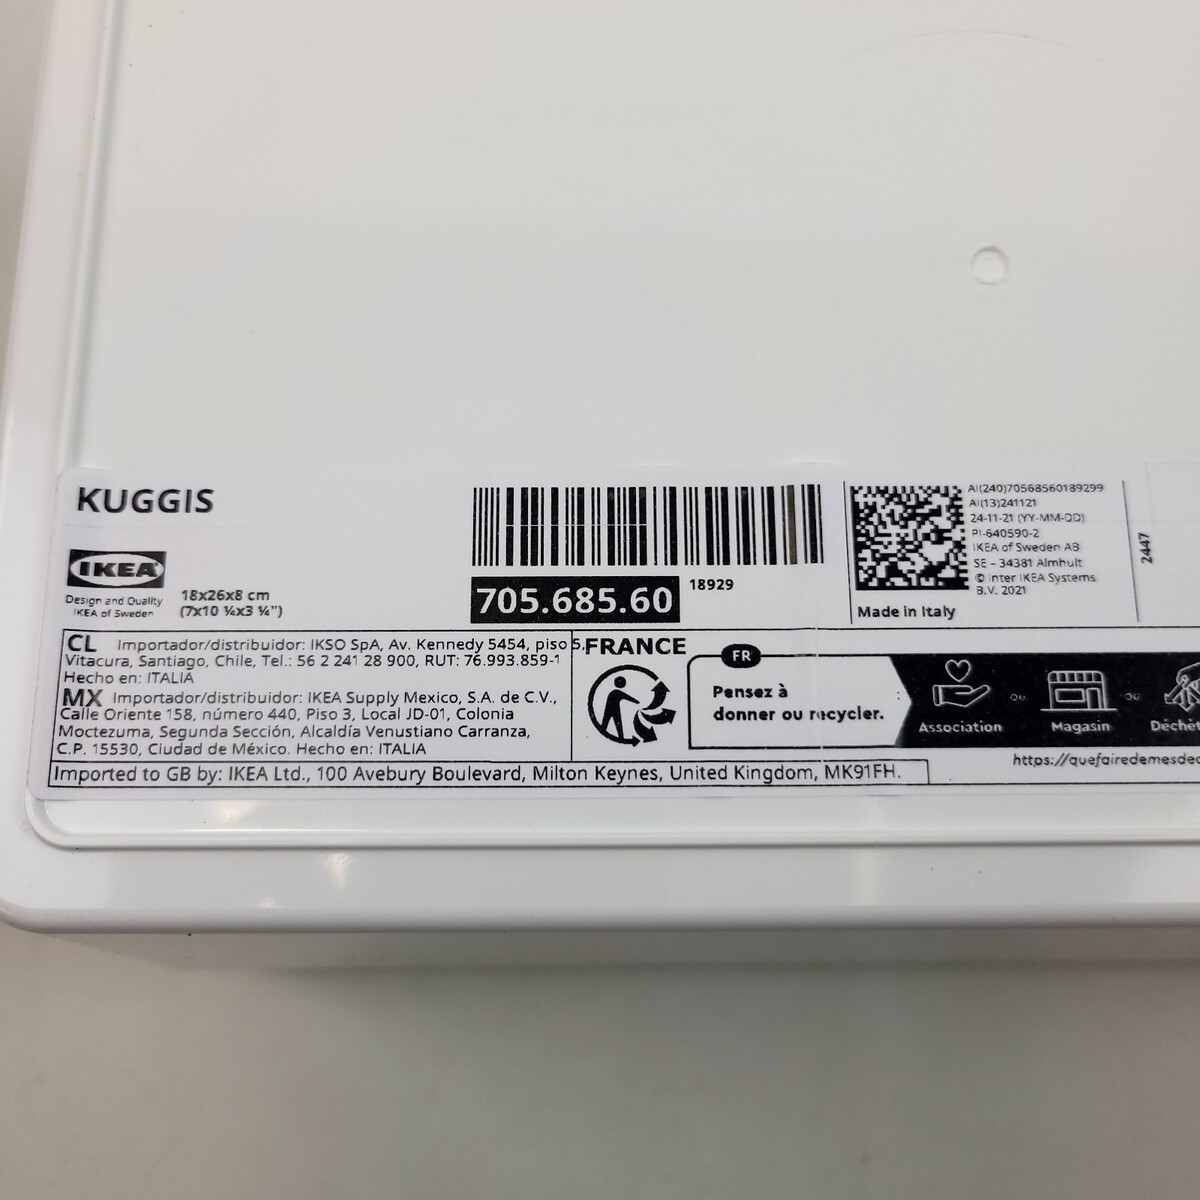 KUGGIS
IKEA
Design and Quality
IKEA of Sweden
18x26x8 cm
(7x10 ¼x3 ¼")
705.685.60
18929
AI(240)70568560189299
AI(13)241121
24-11-21 (YY-MM-DD)
PI-640590-2
IKEA of Sweden AB
SE - 34381 Älmhult
© Inter IKEA Systems
B.V. 2021
Made in Italy
2447
CL Importador/distribuidor: IKSO SpA, Av. Kennedy 5454, piso 5,
Vitacura, Santiago, Chile, Tel.: 56 2 241 28 900, RUT: 76.993.859-1
Hecho en: ITALIA
MX Importador/distribuidor: IKEA Supply Mexico, S.A. de C.V.,
Calle Oriente 158, número 440, Piso 3, Local JD-01, Colonia
Moctezuma, Segunda Sección, Alcaldía Venustiano Carranza,
C.P. 15530, Ciudad de México. Hecho en: ITALIA
Imported to GB by: IKEA Ltd., 100 Avebury Boulevard, Milton Keynes, United Kingdom, MK91FH.
FRANCE
FR
Pensez à
donner ou recycler.
Association
ou
Magasin
ou
Déchèt
https://quefairedemesdec